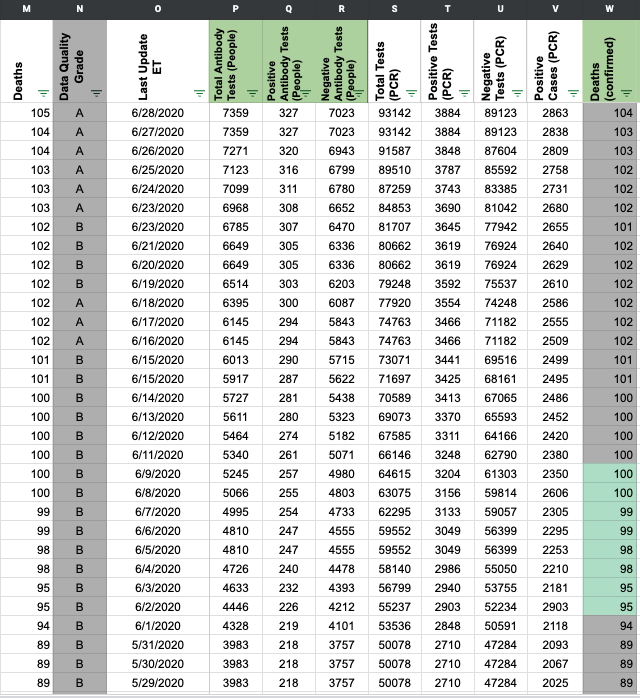 M N O P Q R S T U V W
Deaths Data Quality Grade Last Update ET Total Antibody Tests (People) Positive Antibody Tests (People) Negative Antibody Tests (People) Total Tests (PCR) Positive Tests (PCR) Negative Tests (PCR) Positive Cases (PCR) Deaths (confirmed)
105 A 6/28/2020 7359 327 7023 93142 3884 89123 2863 104
104 A 6/27/2020 7359 327 7023 93142 3884 89123 2838 103
104 A 6/26/2020 7271 320 6943 91587 3848 87604 2809 103
103 A 6/25/2020 7123 316 6799 89510 3787 85592 2758 102
103 A 6/24/2020 7099 311 6780 87259 3743 83385 2731 102
103 A 6/23/2020 6968 308 6652 84853 3690 81042 2680 102
102 B 6/23/2020 6785 307 6470 81707 3645 77942 2655 101
102 B 6/21/2020 6649 305 6336 80662 3619 76924 2640 102
102 B 6/20/2020 6649 305 6336 80662 3619 76924 2629 102
102 B 6/19/2020 6514 303 6203 79248 3592 75537 2610 102
102 A 6/18/2020 6395 300 6087 77920 3554 74248 2586 102
102 A 6/17/2020 6145 294 5843 74763 3466 71182 2555 102
102 A 6/16/2020 6145 294 5843 74763 3466 71182 2509 102
101 B 6/15/2020 6013 290 5715 73071 3441 69516 2499 101
101 B 6/15/2020 5917 287 5622 71697 3425 68161 2495 101
100 B 6/14/2020 5727 281 5438 70589 3413 67065 2486 100
100 B 6/13/2020 5611 280 5323 69073 3370 65593 2452 100
100 B 6/12/2020 5464 274 5182 67585 3311 64166 2420 100
100 B 6/11/2020 5340 261 5071 66146 3248 62790 2380 100
100 B 6/9/2020 5245 257 4980 64615 3204 61303 2350 100
100 B 6/8/2020 5066 255 4803 63075 3156 59814 2606 100
99 B 6/7/2020 4995 254 4733 62295 3133 59057 2305 99
99 B 6/6/2020 4810 247 4555 59552 3049 56399 2295 99
98 B 6/5/2020 4810 247 4555 59552 3049 56399 2253 98
98 B 6/4/2020 4726 240 4478 58140 2986 55050 2210 98
95 B 6/3/2020 4633 232 4393 56799 2940 53755 2181 95
95 B 6/2/2020 4446 226 4212 55237 2903 52234 2903 95
94 B 6/1/2020 4328 219 4101 53536 2848 50591 2118 94
89 B 5/31/2020 3983 218 3757 50078 2710 47284 2093 89
89 B 5/30/2020 3983 218 3757 50078 2710 47284 2067 89
89 B 5/29/2020 3983 218 3757 50078 2710 47284 2025 89